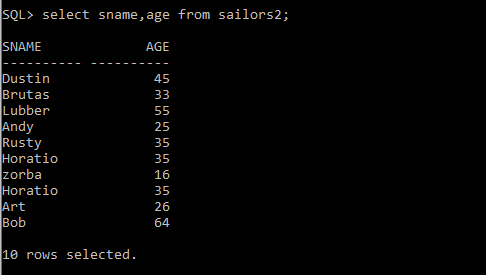 SQL> select sname,age from sailors2;
SNAME             AGE
---------- ----------
Dustin             45
Brutas             33
Lubber             55
Andy               25
Rusty              35
Horatio            35
zorba              16
Horatio            35
Art                26
Bob                64
10 rows selected.